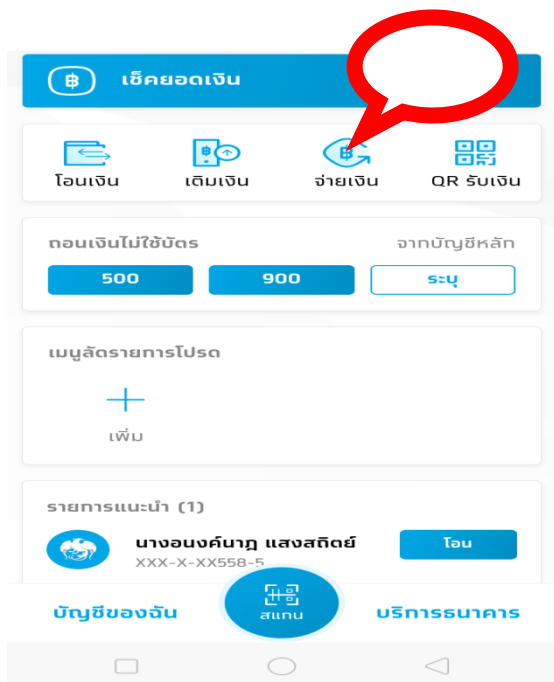 เช็คยอดเงิน
โอนเงิน เติมเงิน จ่ายเงิน QR รับเงิน
ถอนเงินไม่ใช้บัตร จากบัญชีหลัก
500 900 ระบุ
เมนูลัดรายการโปรด
เพิ่ม
รายการแนะนำ (1)
นางอนงค์นาฎ แสงสถิตย์ โอน
XXX-X-XX558-5
บัญชีของฉัน สแกน บริการธนาคาร